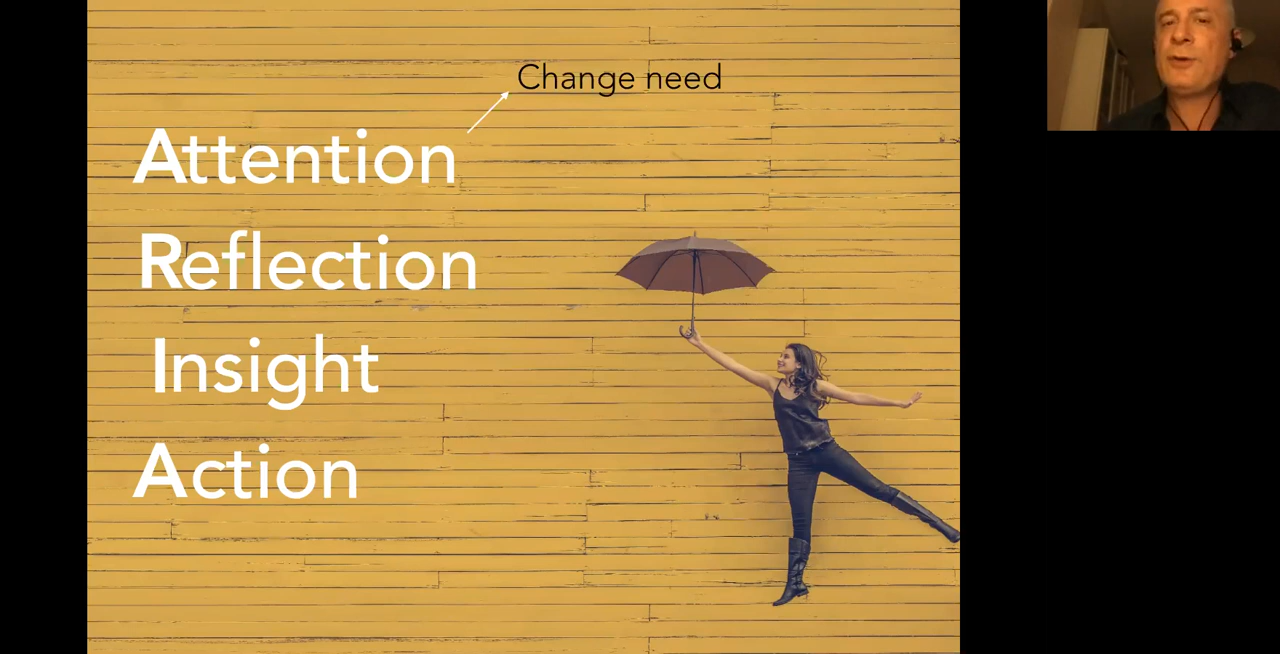 Change need
Attention
Reflection
Insight
Action